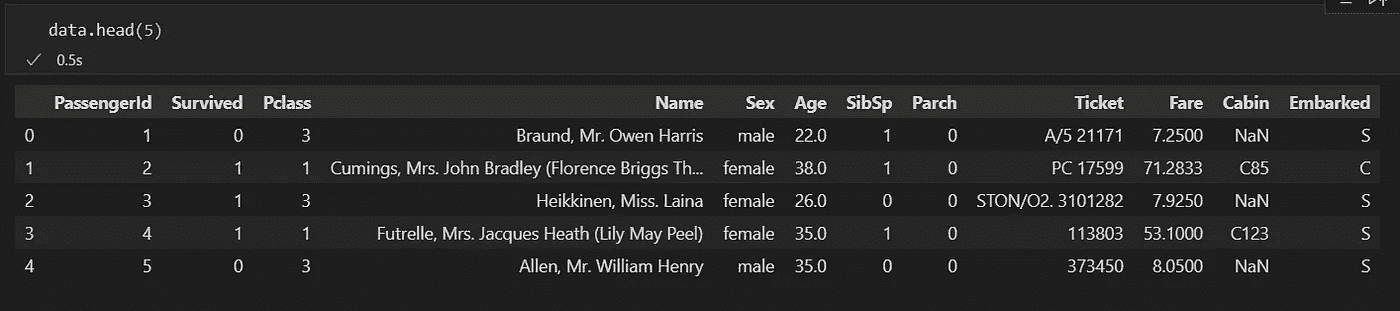 data.head(5)
0.5s
PassengerId Survived Pclass Name Sex Age SibSp Parch Ticket Fare Cabin Embarked
0 1 0 3 Braund, Mr. Owen Harris male 22.0 1 0 A/5 21171 7.2500 NaN S
1 2 1 1 Cumings, Mrs. John Bradley (Florence Briggs Th... female 38.0 1 0 PC 17599 71.2833 C85 C
2 3 1 3 Heikkinen, Miss. Laina female 26.0 0 0 STON/O2. 3101282 7.9250 NaN S
3 4 1 1 Futrelle, Mrs. Jacques Heath (Lily May Peel) female 35.0 1 0 113803 53.1000 C123 S
4 5 0 3 Allen, Mr. William Henry male 35.0 0 0 373450 8.0500 NaN S